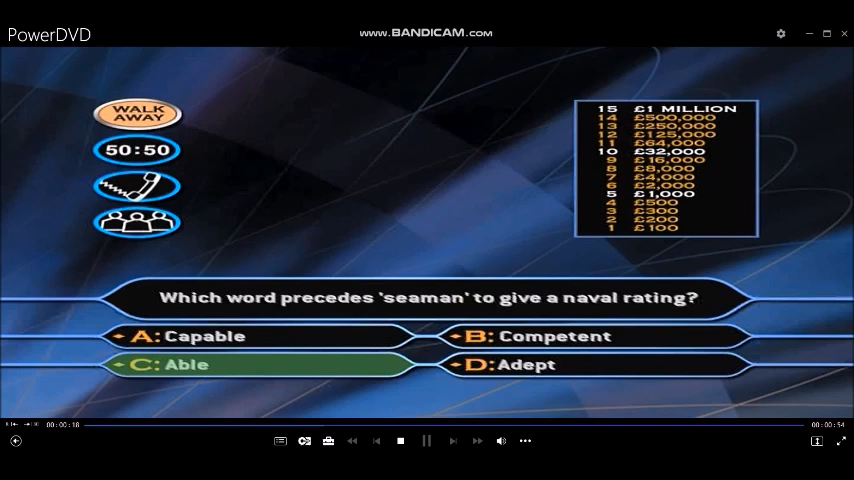 PowerDVD
www.BANDICAM.com
WALK
AWAY
50:50
15 £1 MILLION
14 £500,000
13 £250,000
12 £125,000
11 £64,000
10 £32,000
9 £16,000
8 £8,000
7 £4,000
6 £2,000
5 £1,000
4 £500
3 £300
2 £200
1 £100
Which word precedes 'seaman' to give a naval rating?
A: Capable
B: Competent
C: Able
D: Adept
00:00:18
00:00:54